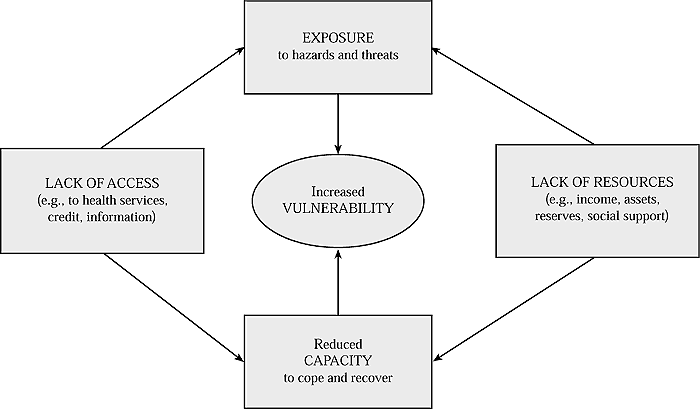 EXPOSURE
to hazards and threats
LACK OF ACCESS
(e.g., to health services,
credit, information)
Increased
VULNERABILITY
LACK OF RESOURCES
(e.g., income, assets,
reserves, social support)
Reduced
CAPACITY
to cope and recover